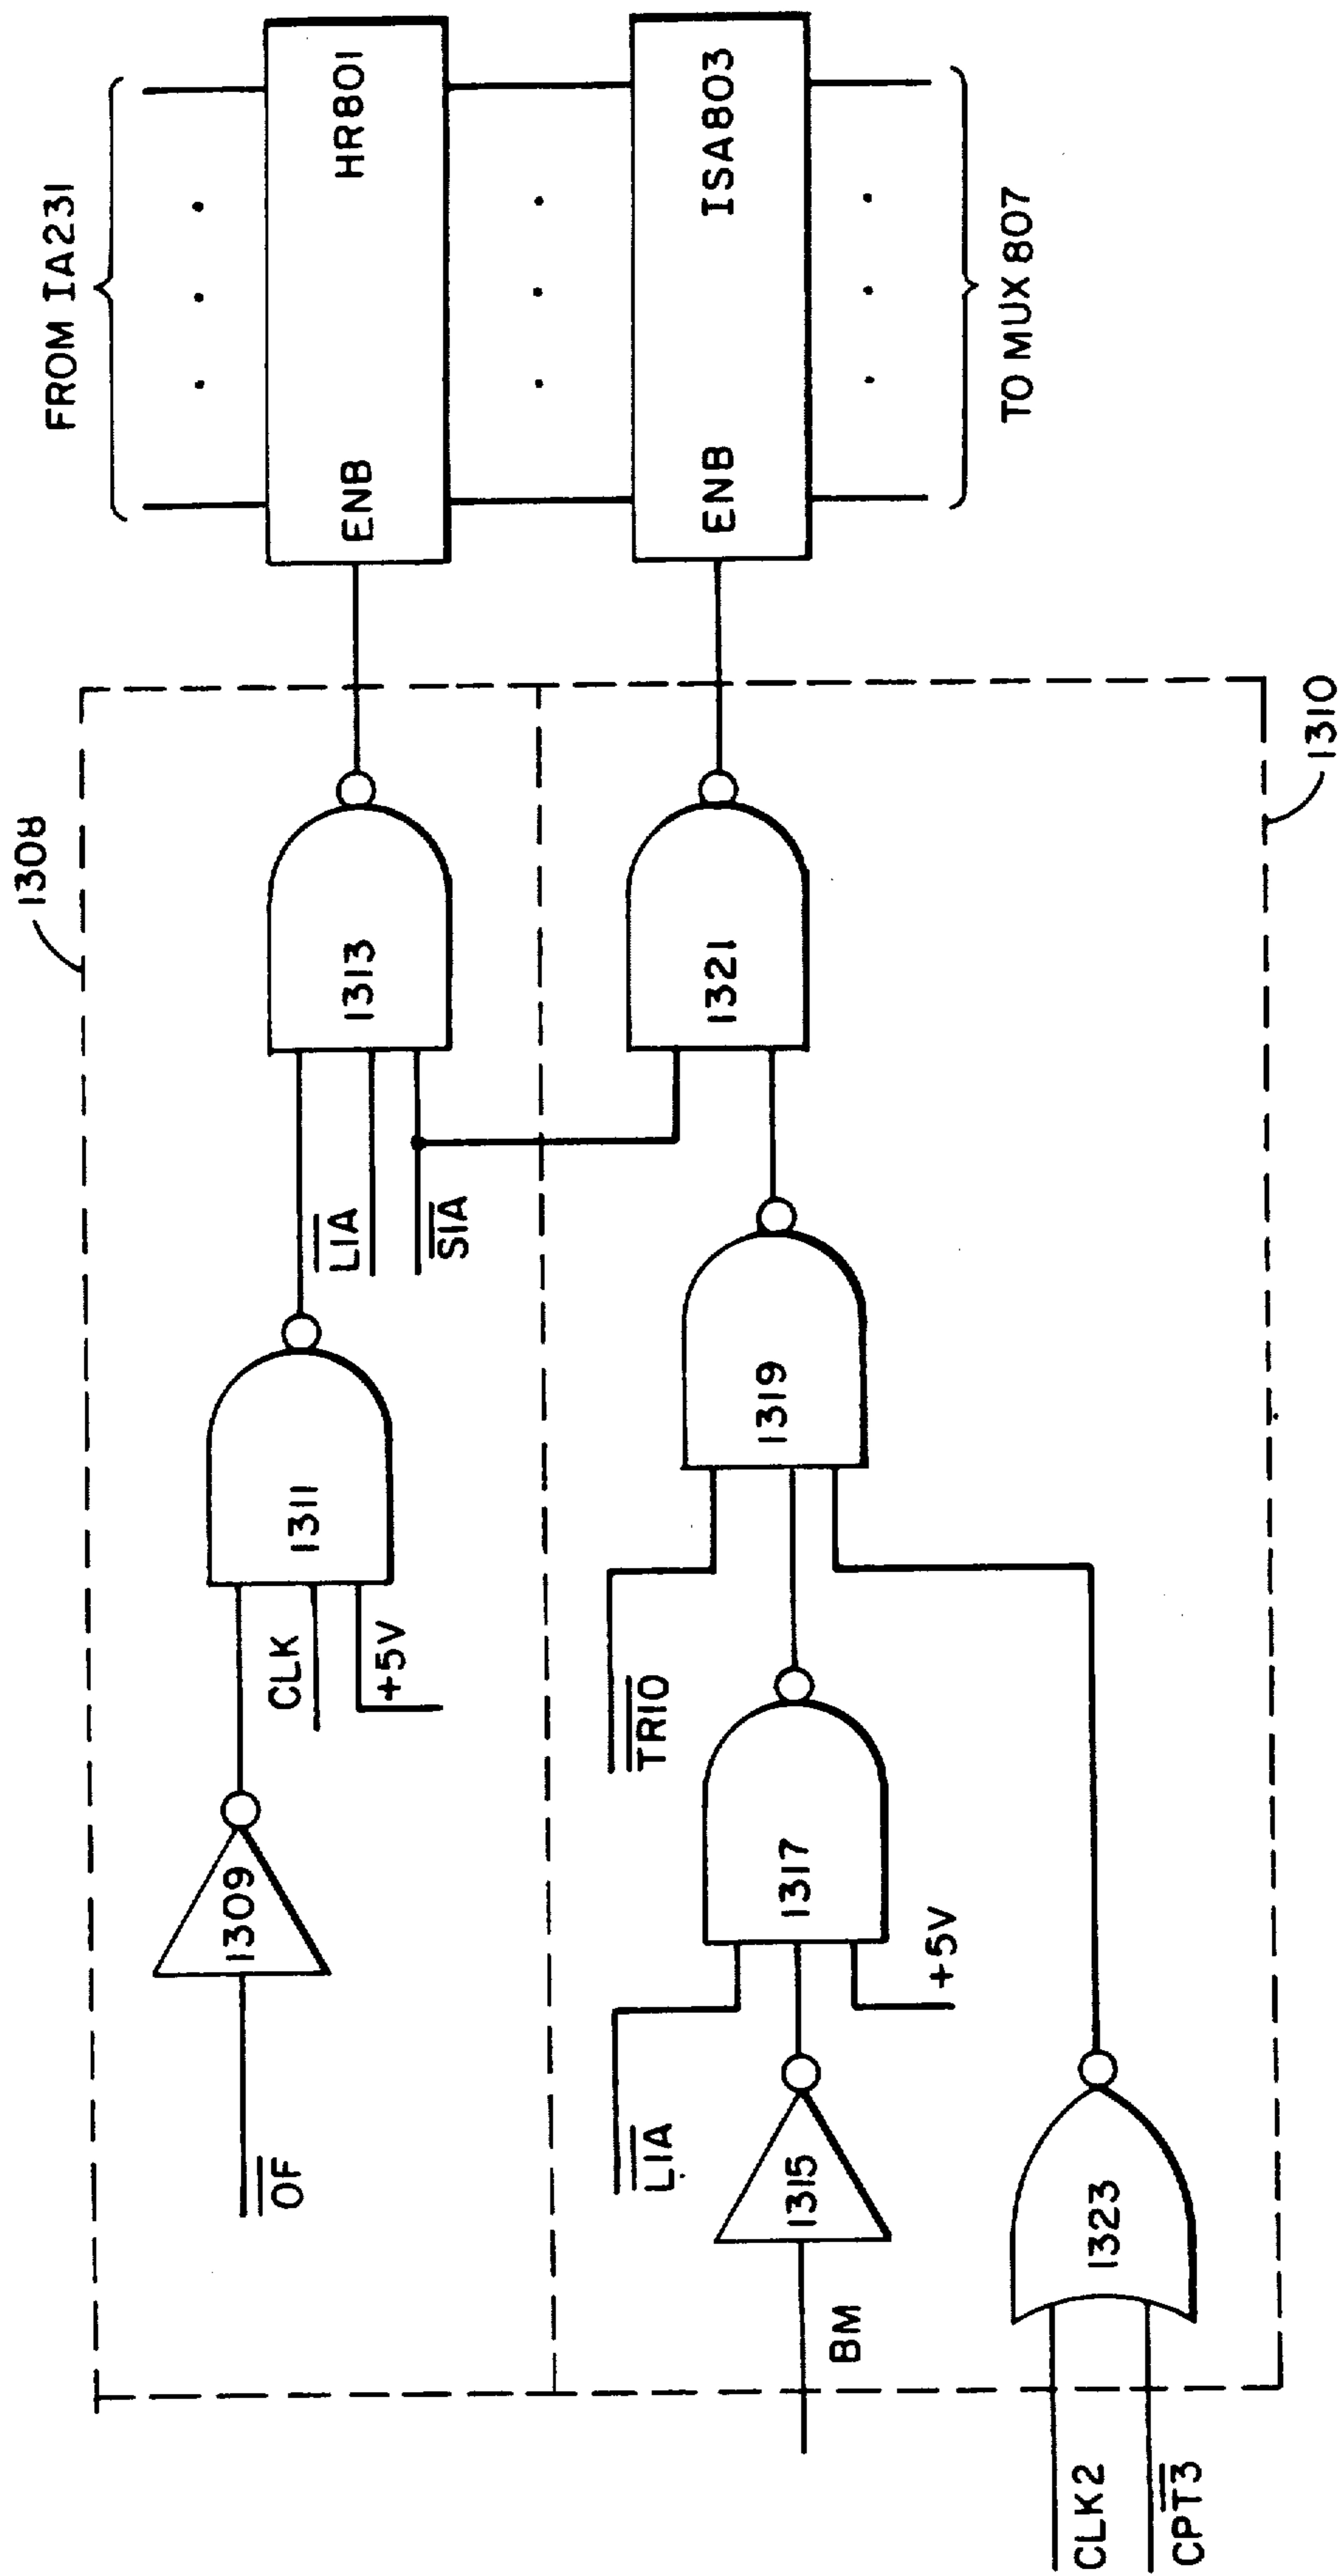 1308
FROM IA231
OF
1309
CLK
+5V
1311
LIA
SIA
1313
ENB
HR801
BM
1315
LIA
+5V
1317
TRIO
1319
1321
ENB
ISA803
CLK2
CPT3
1323
TO MUX 807
1310